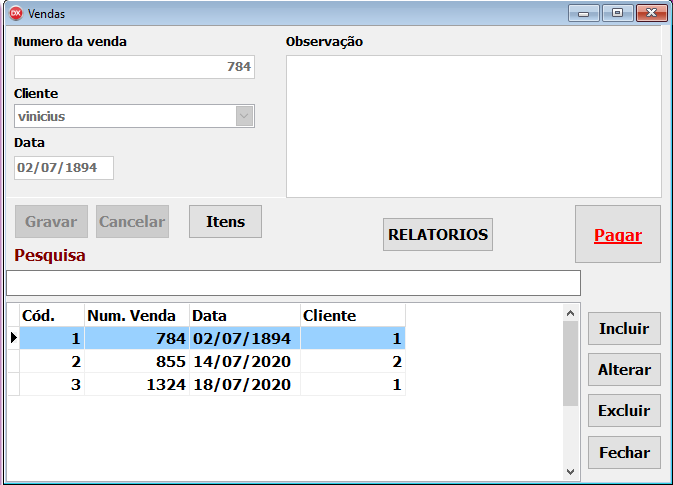 DX Vendas
Numero da venda
784
Cliente
vinicius
Data
02/07/1894
Observação
Gravar Cancelar Itens RELATORIOS Pagar
Pesquisa
Cód. Num. Venda Data Cliente
1 784 02/07/1894 1
2 855 14/07/2020 2
3 1324 18/07/2020 1
Incluir
Alterar
Excluir
Fechar